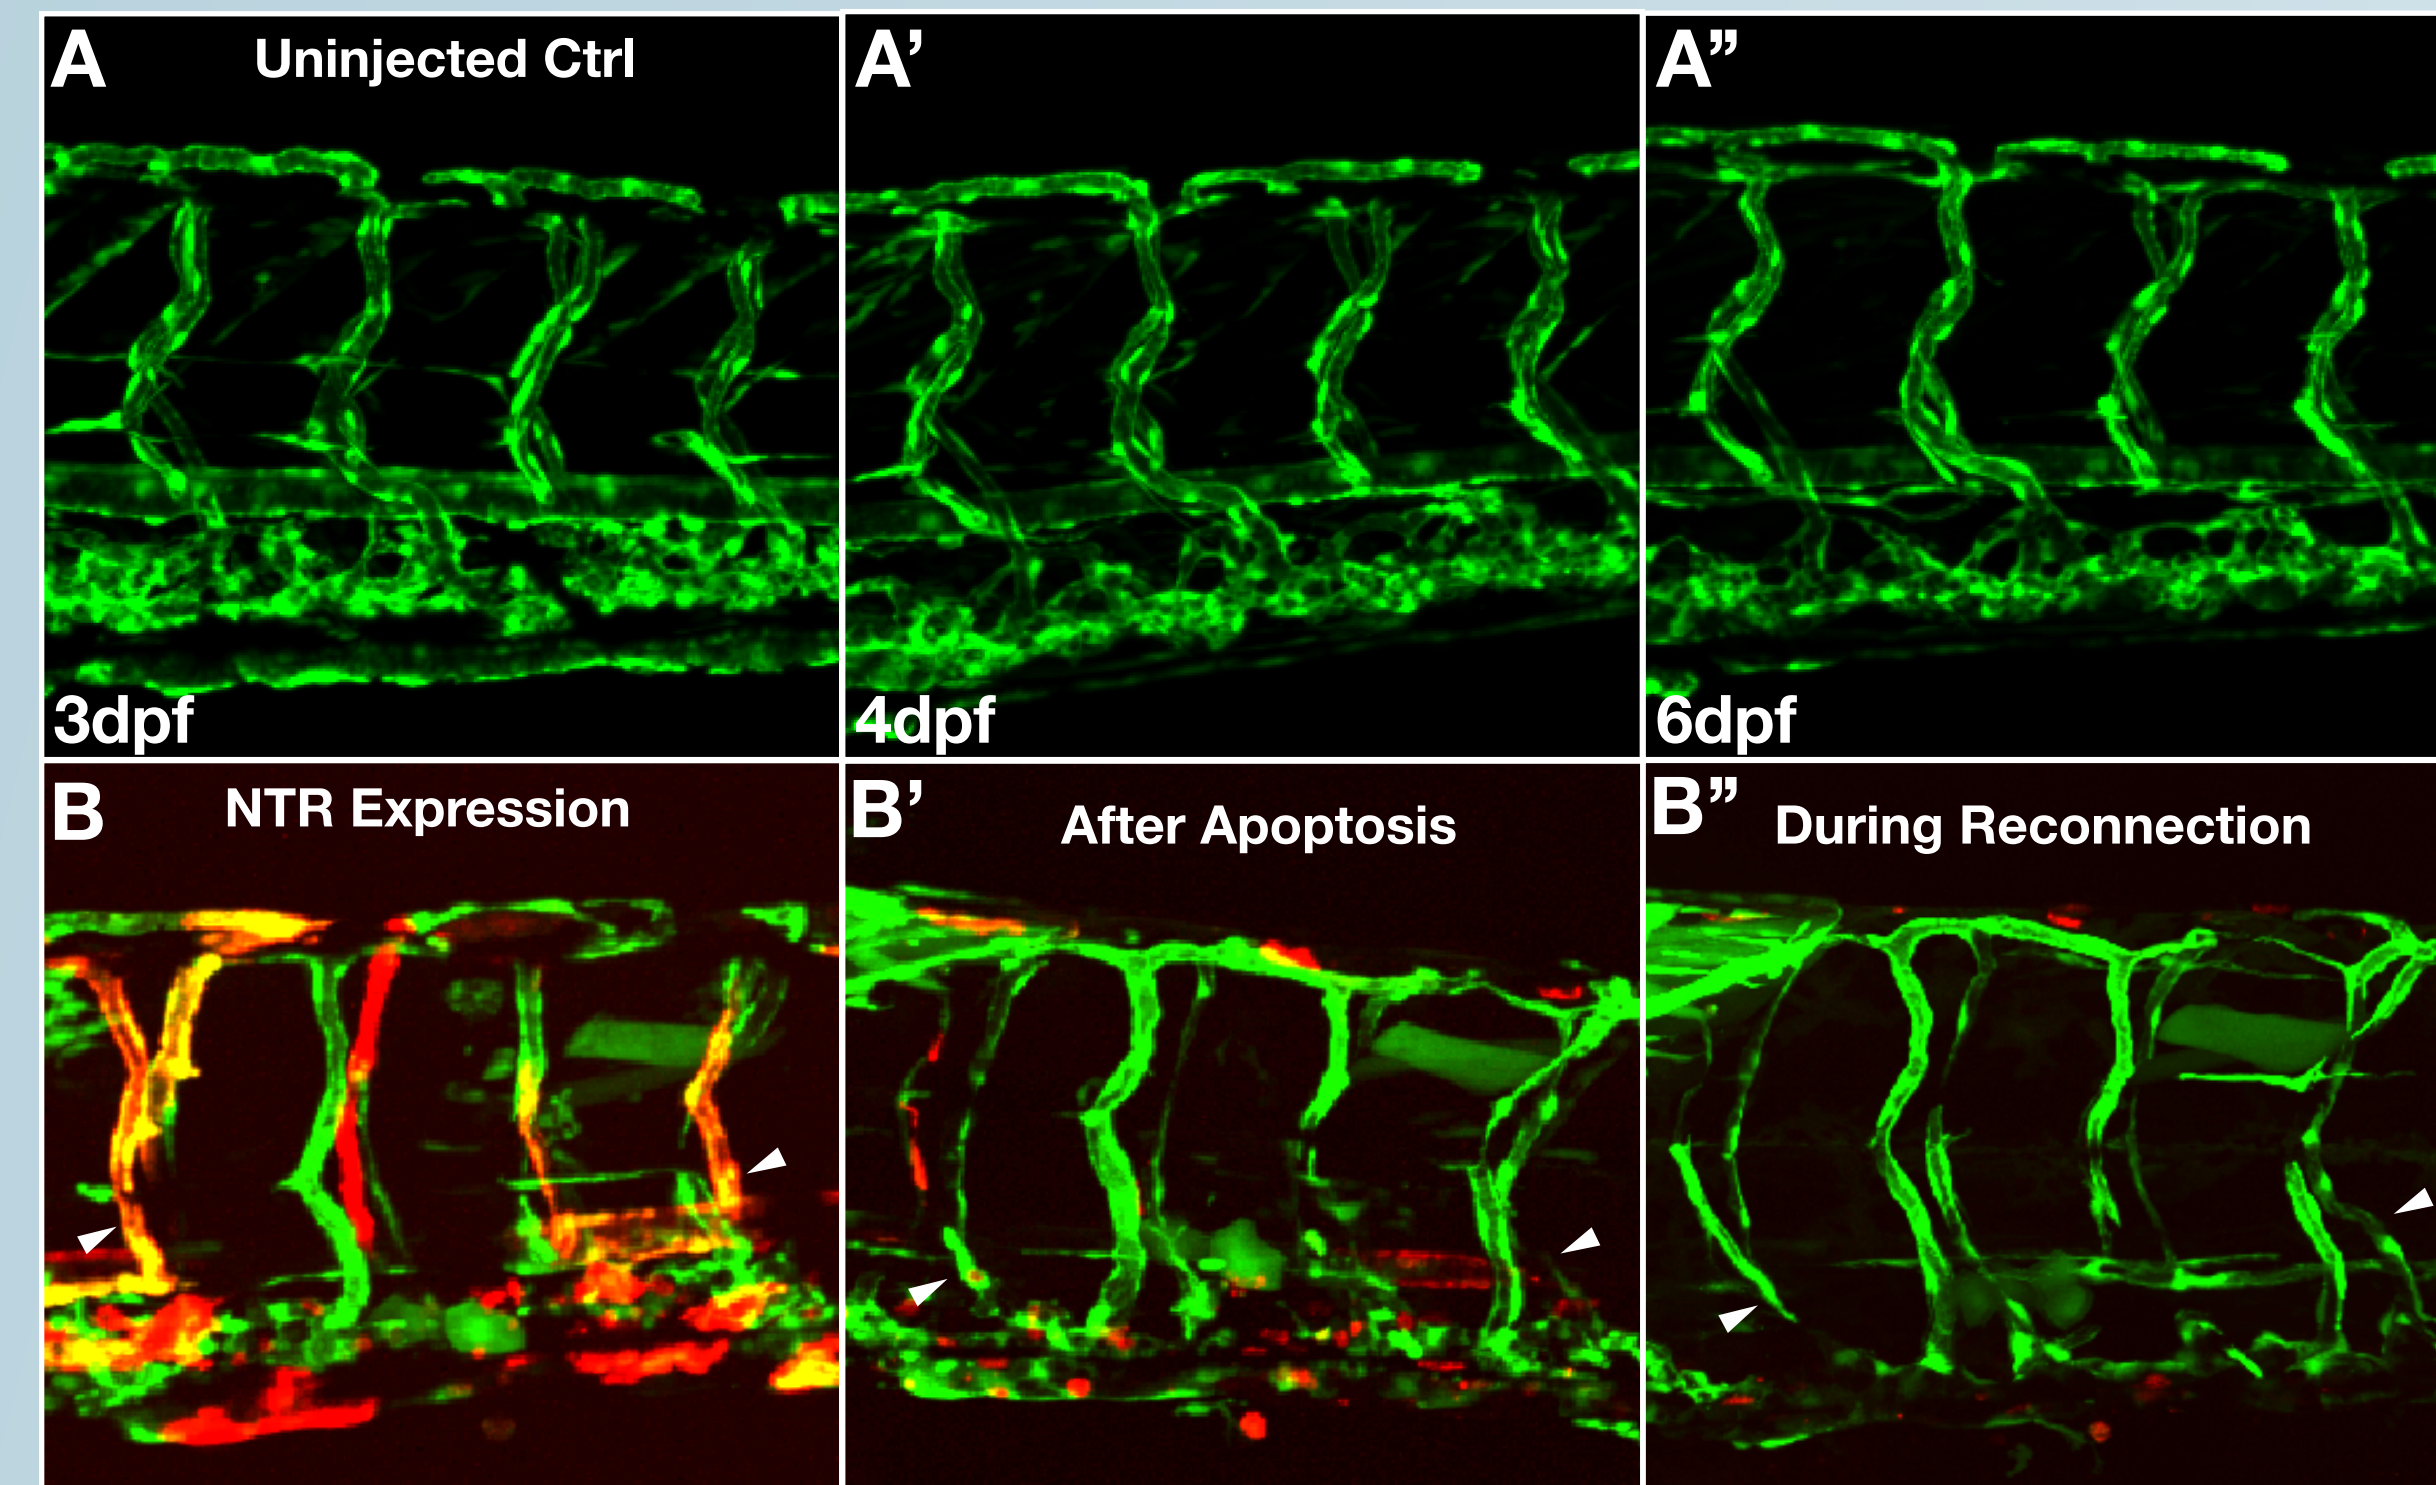 A
Uninjected Ctrl
3dpf
A’
4dpf
A”
6dpf
B
NTR Expression
B’
After Apoptosis
B”
During Reconnection